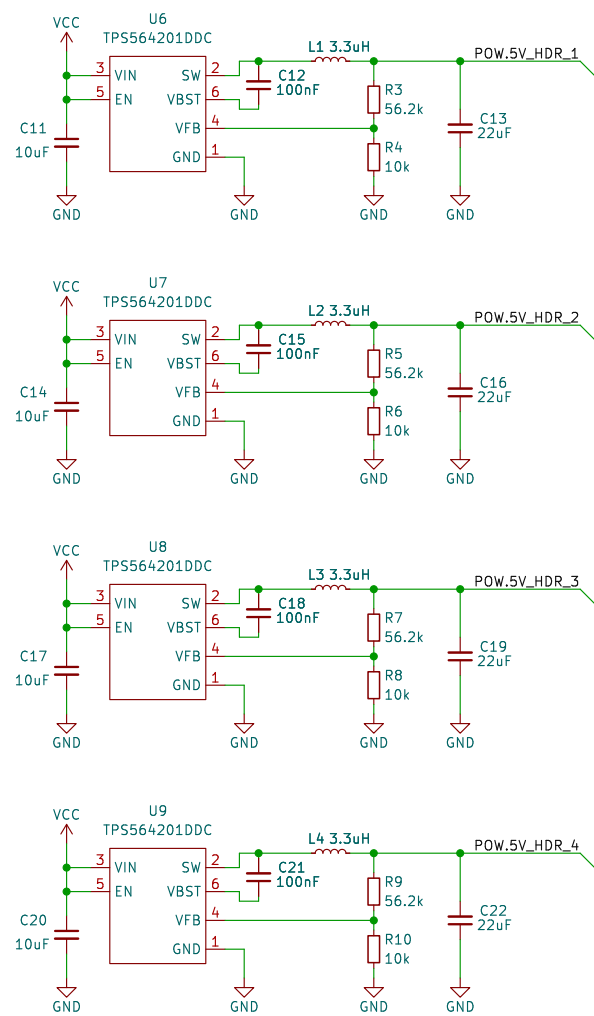 VCC
U6
TPS564201DDC
L1 3.3uH
POW.5V_HDR_1
3 VIN
SW 2
C12
100nF
5 EN
VBST 6
R3
56.2k
C11
10uF
VFB 4
C13
22uF
GND 1
R4
10k
GND
GND
GND
GND
VCC
U7
TPS564201DDC
L2 3.3uH
POW.5V_HDR_2
3 VIN
SW 2
C15
100nF
5 EN
VBST 6
R5
56.2k
C14
10uF
VFB 4
C16
22uF
GND 1
R6
10k
GND
GND
GND
GND
VCC
U8
TPS564201DDC
L3 3.3uH
POW.5V_HDR_3
3 VIN
SW 2
C18
100nF
5 EN
VBST 6
R7
56.2k
C17
10uF
VFB 4
C19
22uF
GND 1
R8
10k
GND
GND
GND
GND
VCC
U9
TPS564201DDC
L4 3.3uH
POW.5V_HDR_4
3 VIN
SW 2
C21
100nF
5 EN
VBST 6
R9
56.2k
C20
10uF
VFB 4
C22
22uF
GND 1
R10
10k
GND
GND
GND
GND